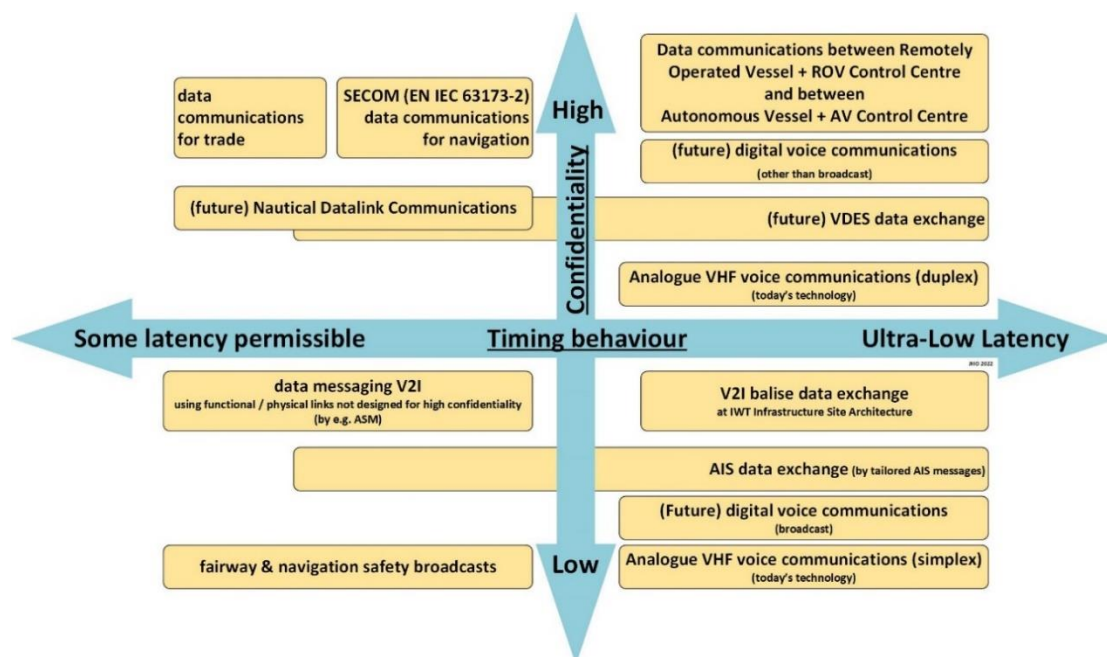 Data communications between Remotely
Operated Vessel + ROV Control Centre
and between
Autonomous Vessel + AV Control Centre
data
communications
for trade
SECOM (EN IEC 63173-2)
data communications
for navigation
High
Confidentiality
(future) digital voice communications
(other than broadcast)
(future) Nautical Datalink Communications
(future) VDES data exchange
Analogue VHF voice communications (duplex)
(today's technology)
Some latency permissible
Timing behaviour
Ultra-Low Latency
JHO 2022
data messaging V2I
using functional / physical links not designed for high confidentiality
(by e.g. ASM)
V2I balise data exchange
at IWT Infrastructure Site Architecture
AIS data exchange (by tailored AIS messages)
(Future) digital voice communications
(broadcast)
fairway & navigation safety broadcasts
Low
Analogue VHF voice communications (simplex)
(today's technology)